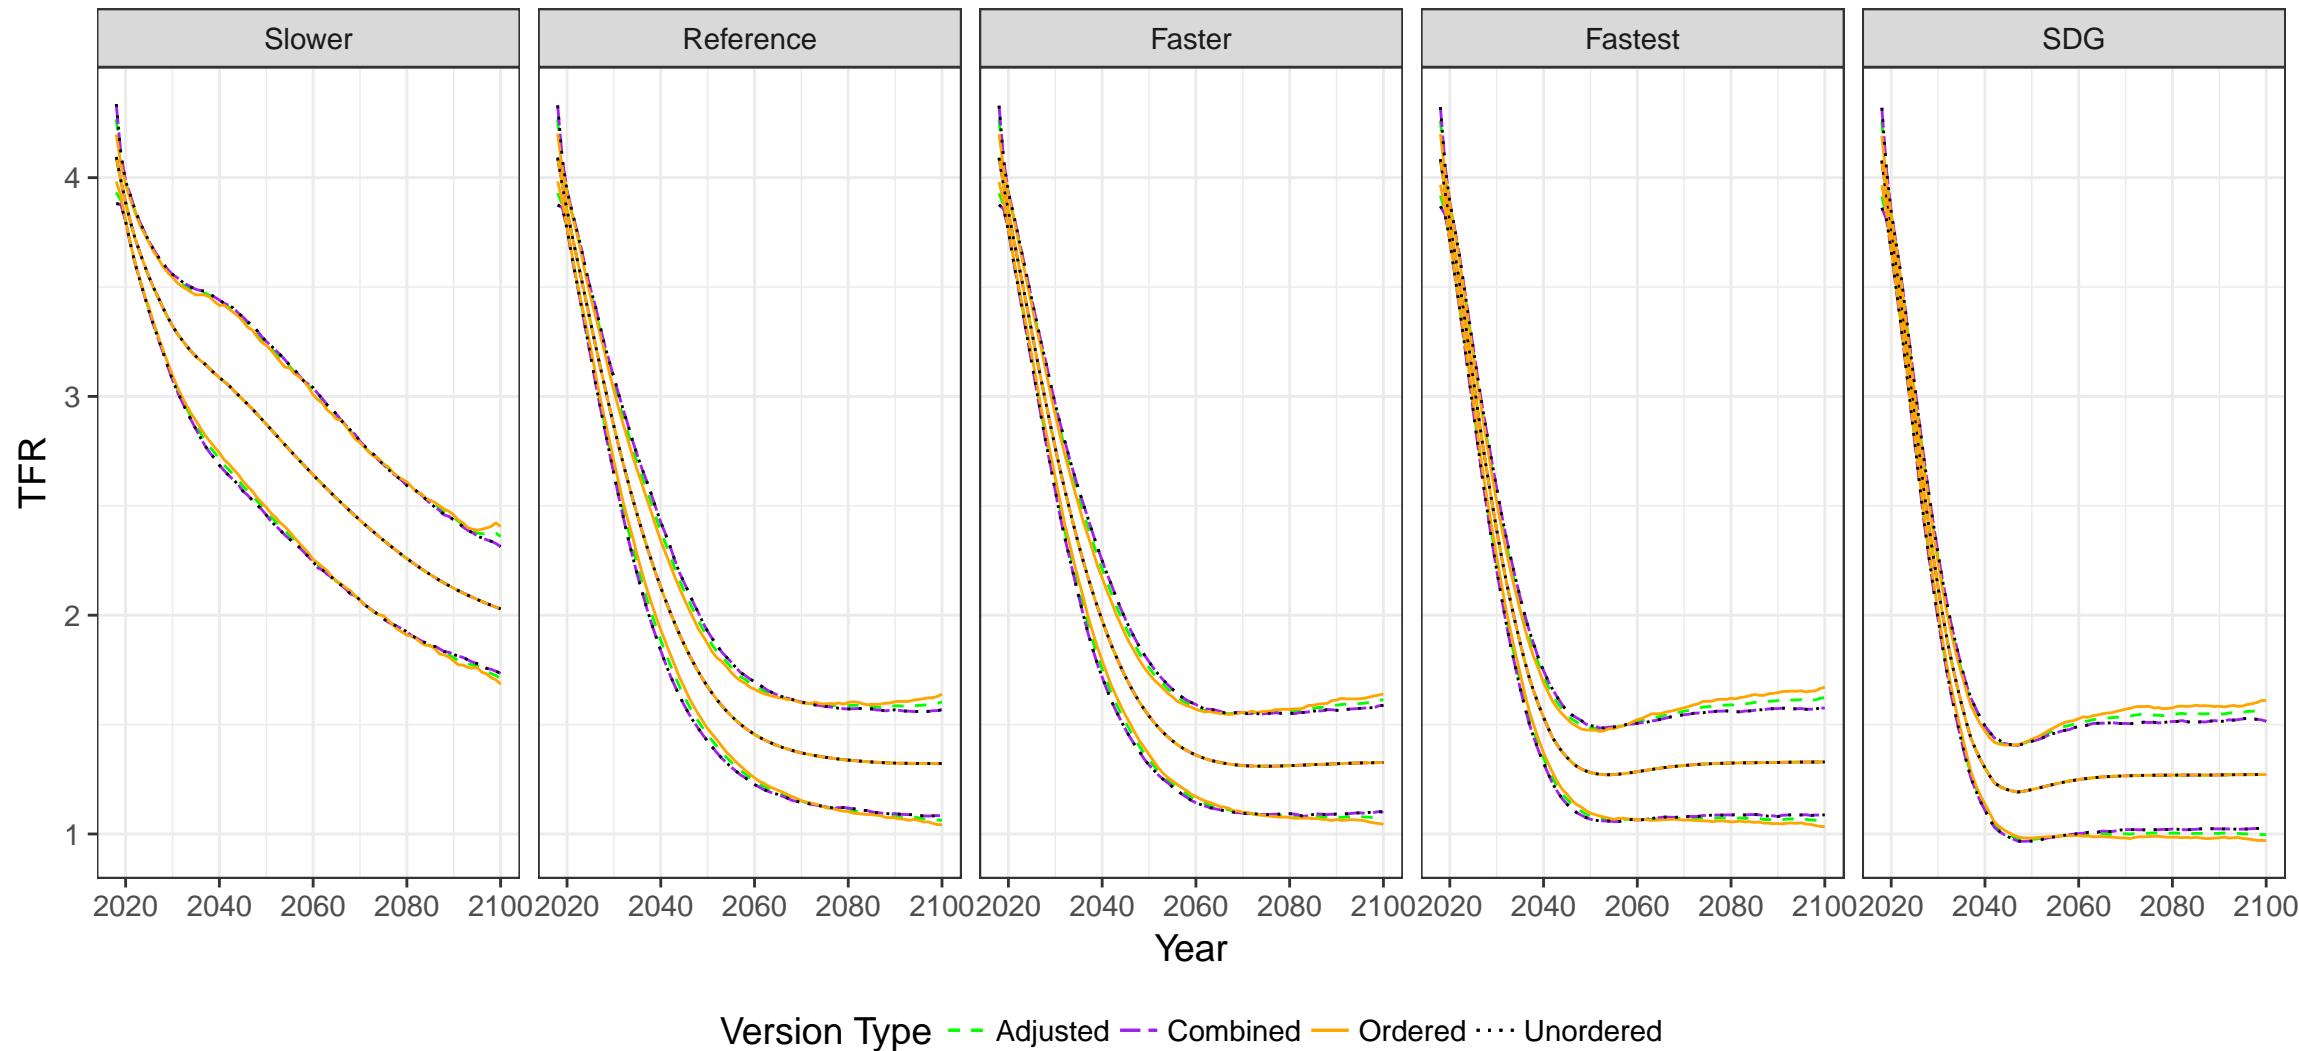 Slower Reference Faster Fastest SDG
4
3
2
1
TFR
2020 2040 2060 2080 2100 2020 2040 2060 2080 2100 2020 2040 2060 2080 2100 2020 2040 2060 2080 2100 2020 2040 2060 2080 2100
Year
Version Type Adjusted Combined Ordered Unordered